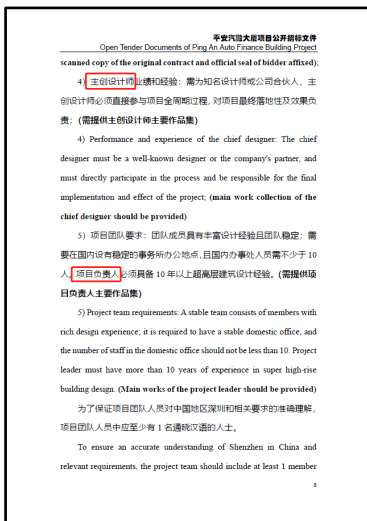 平安汽融大厦项目公开招标文件
Open Tender Documents of Ping An Auto Finance Building Project
scanned copy of the original contract and official seal of bidder affixed);
4）主创设计师业绩和经验：需为知名设计师或公司合伙人，主
创设计师必须直接参与项目全周期过程，对项目最终落地性及效果负
责；(需提供主创设计师主要作品集)
4) Performance and experience of the chief designer: The chief
designer must be a well-known designer or the company's partner, and
must directly participate in the process and be responsible for the final
implementation and effect of the project; (main work collection of the
chief designer should be provided)
5）项目团队要求：团队成员具有丰富设计经验且团队稳定；需
要在国内设有稳定的事务所办公地点，且国内办事处人员需不少于 10
人。项目负责人必须具备 10 年以上超高层建筑设计经验。(需提供项
目负责人主要作品集)
5) Project team requirements: A stable team consists of members with
rich design experience; it is required to have a stable domestic office, and
the number of staff in the domestic office should not be less than 10. Project
leader must have more than 10 years of experience in super high-rise
building design. (Main works of the project leader should be provided)
为了保证项目团队人员对中国地区深圳和相关要求的准确理解，
项目团队人员中应至少有 1 名通晓汉语的人士。
To ensure an accurate understanding of Shenzhen in China and
relevant requirements, the project team should include at least 1 member